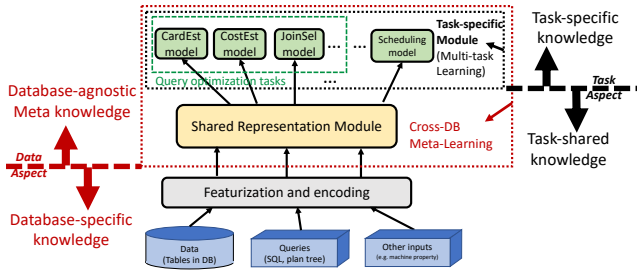 CardEst
model
CostEst
model
JoinSel
model
... ...
Scheduling
model
Query optimization tasks
...
Task-specific
Module
(Multi-task
Learning)
Task-specific
knowledge
Task
Aspect
Task-shared
knowledge
Database-agnostic
Meta knowledge
Data
Aspect
Database-specific
knowledge
Shared Representation Module
Cross-DB
Meta-Learning
Featurization and encoding
Data
(Tables in DB)
Queries
(SQL, plan tree)
Other inputs
(e.g. machine property)